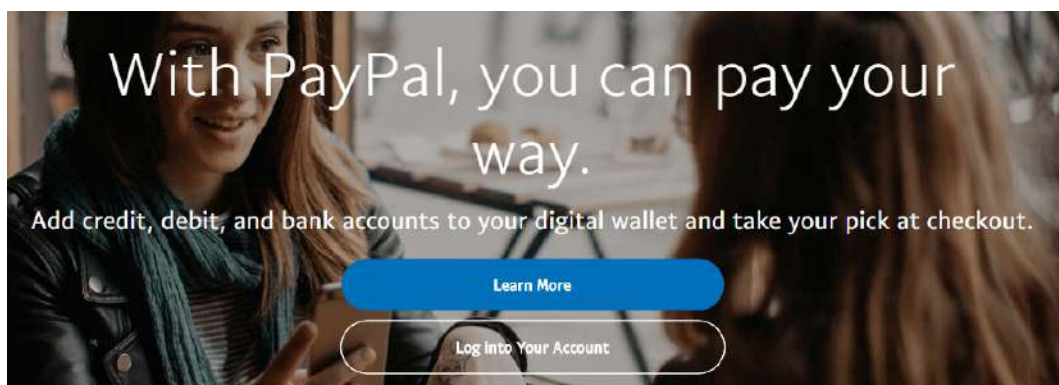 With PayPal, you can pay your
way.
Add credit, debit, and bank accounts to your digital wallet and take your pick at checkout.
Learn More
Log into Your Account